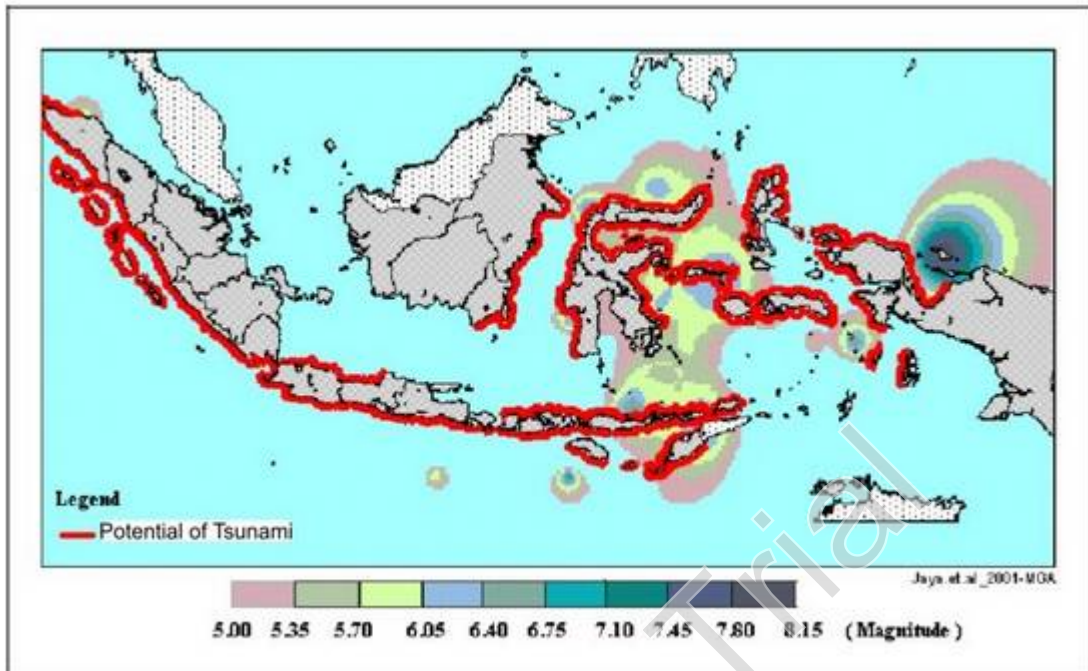 Legend
Potential of Tsunami
Jaya.et.al_2001-MGA
5.00 5.35 5.70 6.05 6.40 6.75 7.10 7.45 7.80 8.15 ( Magnitude )
Trial